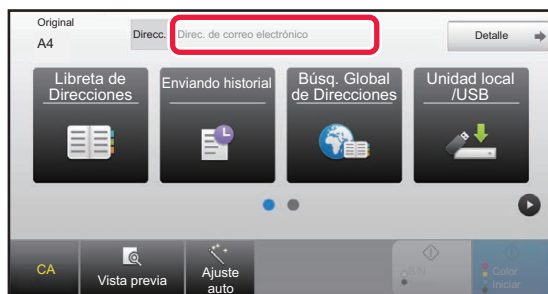 Original
A4
Direcc.
Direc. de correo electrónico
Detalle
Libreta de
Direcciones
Enviando historial
Búsq. Global
de Direcciones
Unidad local
/USB
CA
Vista previa
Ajuste
auto
B/N
Iniciar
Color
Iniciar